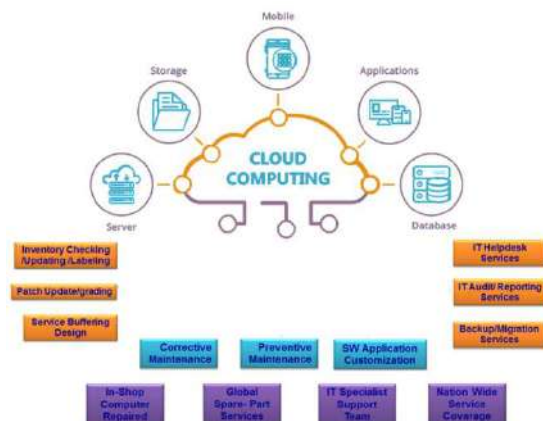 Mobile
Storage
Applications
CLOUD
COMPUTING
Server
Database
Inventory Checking
/Updating /Labeling
IT Helpdesk
Services
Patch Update/grading
IT Audit/ Reporting
Services
Service Buffering
Design
Backup/Migration
Services
Corrective
Maintenance
Preventive
Maintenance
SW Application
Customization
In-Shop
Computer
Repaired
Global
Spare- Part
Services
IT Specialist
Support
Team
Nation Wide
Service
Coverage